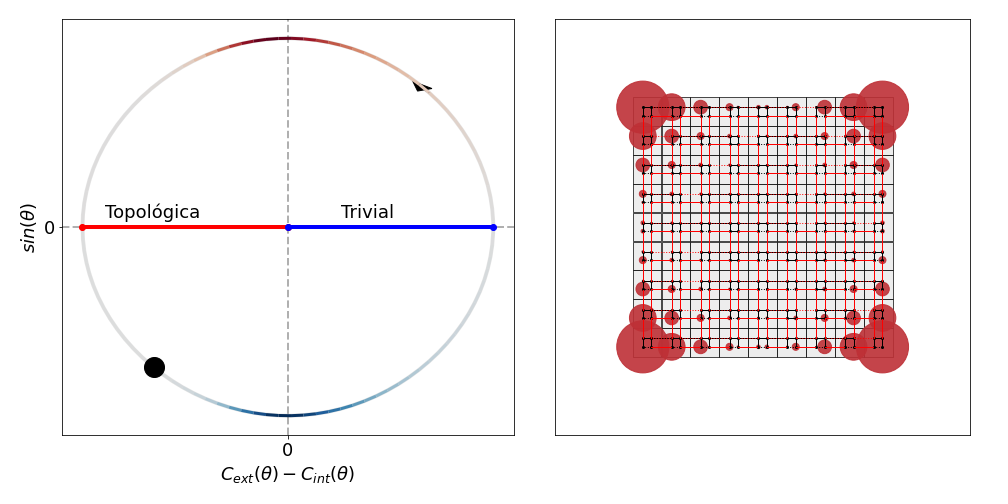 Topológica
Trivial
0
sin(θ)
0
C_ext(θ) − C_int(θ)